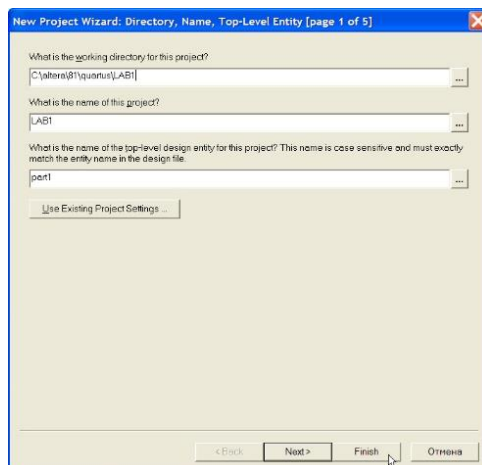 New Project Wizard: Directory, Name, Top-Level Entity [page 1 of 5]
What is the working directory for this project?
C:\altera\81\quartus\LAB1
...
What is the name of this project?
LAB1
...
What is the name of the top-level design entity for this project? This name is case sensitive and must exactly
match the entity name in the design file.
part1
...
Use Existing Project Settings ...
< Back
Next >
Finish
Отмена